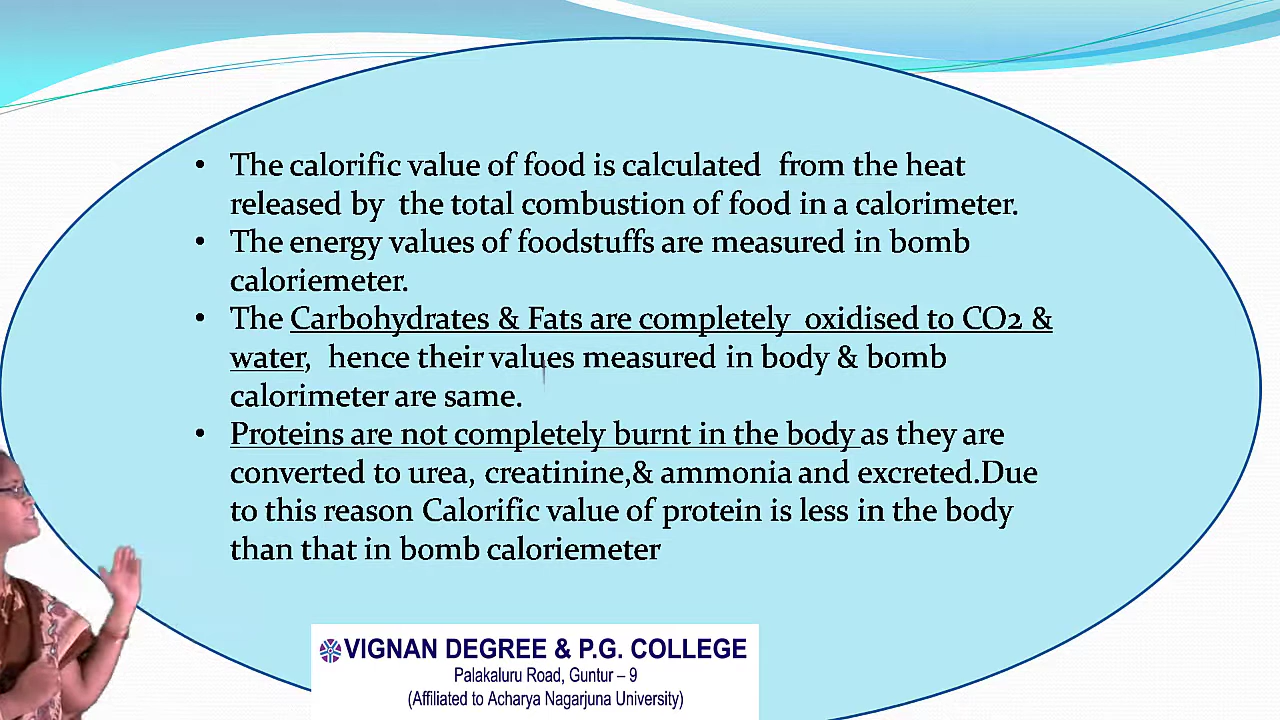 • The calorific value of food is calculated from the heat
released by the total combustion of food in a calorimeter.
• The energy values of foodstuffs are measured in bomb
caloriemeter.
• The Carbohydrates & Fats are completely oxidised to CO2 &
water, hence their values measured in body & bomb
calorimeter are same.
• Proteins are not completely burnt in the body as they are
converted to urea, creatinine,& ammonia and excreted.Due
to this reason Calorific value of protein is less in the body
than that in bomb caloriemeter
VIGNAN DEGREE & P.G. COLLEGE
Palakaluru Road, Guntur – 9
(Affiliated to Acharya Nagarjuna University)